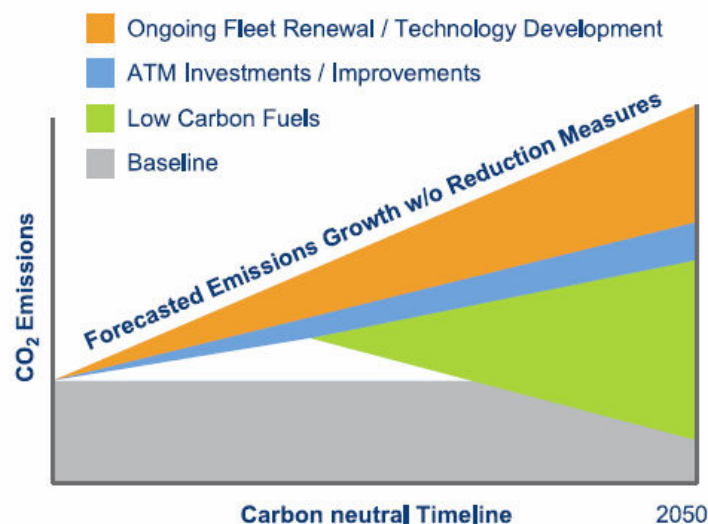 Ongoing Fleet Renewal / Technology Development
ATM Investments / Improvements
Low Carbon Fuels
Baseline
Forecasted Emissions Growth w/o Reduction Measures
CO₂ Emissions
Carbon neutral Timeline
2050